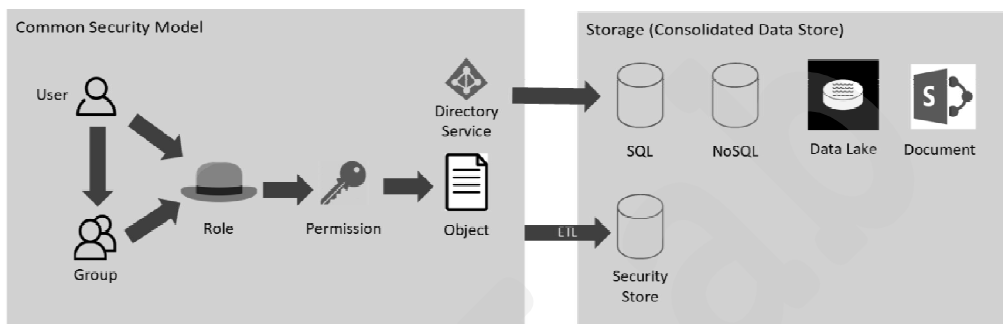 Common Security Model
User
Group
Role
Permission
Directory
Service
Object
ETL
Storage (Consolidated Data Store)
SQL
NoSQL
Data Lake
S
Document
Security
Store